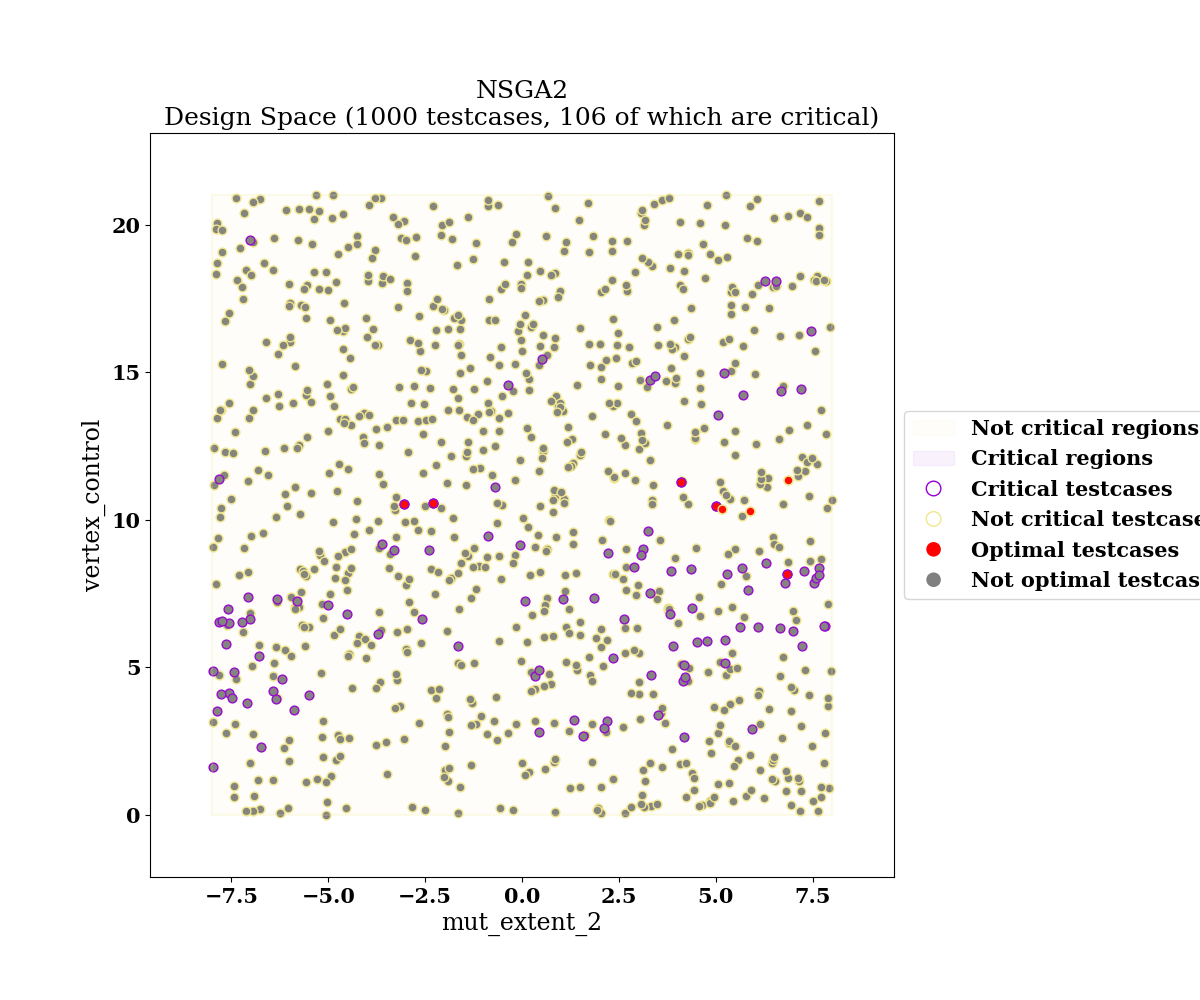 NSGA2
Design Space (1000 testcases, 106 of which are critical)
20
15
10
5
0
vertex_control
−7.5 −5.0 −2.5 0.0 2.5 5.0 7.5
mut_extent_2
Not critical regions
Critical regions
Critical testcases
Not critical testcase
Optimal testcases
Not optimal testcas